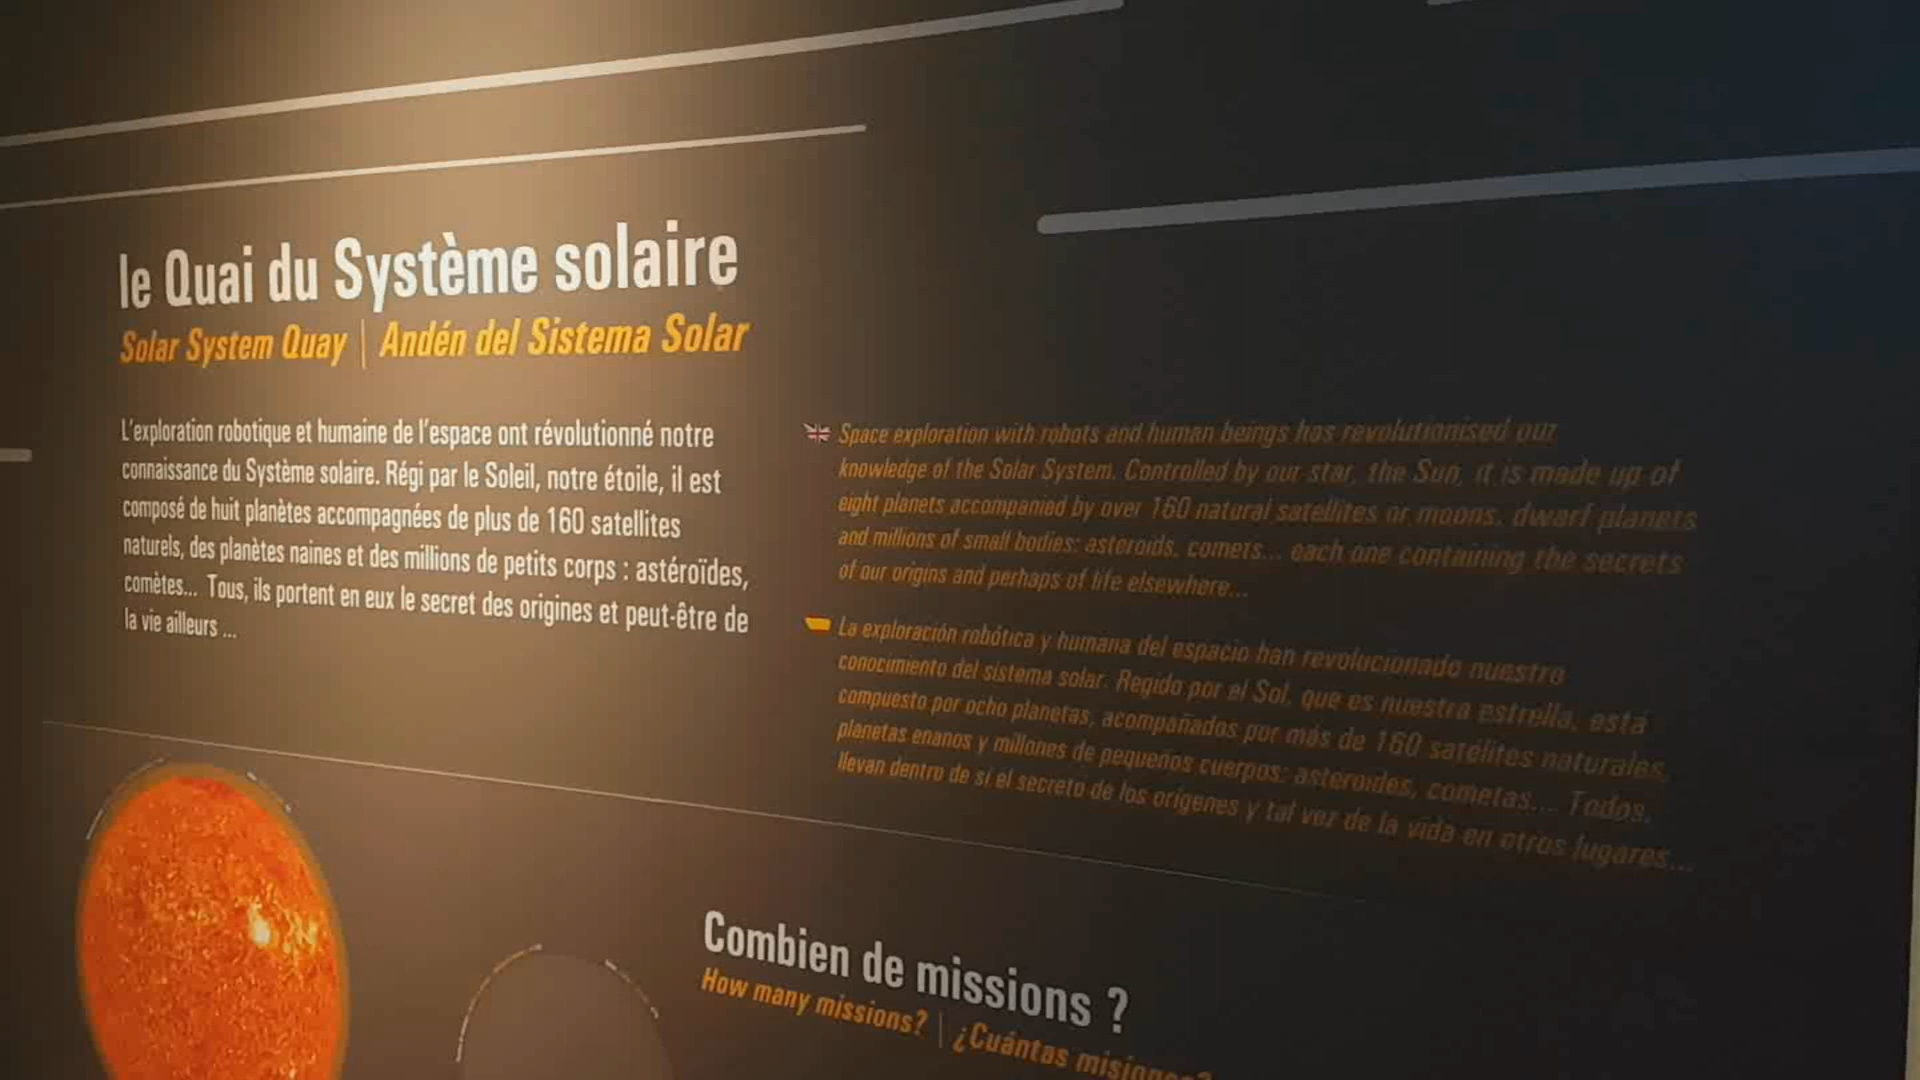 le Quai du Système solaire
Solar System Quay | Andén del Sistema Solar
L'exploration robotique et humaine de l'espace ont révolutionné notre
connaissance du Système solaire. Régi par le Soleil, notre étoile, il est
composé de huit planètes accompagnées de plus de 160 satellites
naturels, des planètes naines et des millions de petits corps : astéroïdes,
comètes... Tous, ils portent en eux le secret des origines et peut-être de
la vie ailleurs ...
Space exploration with robots and human beings has revolutionised our
knowledge of the Solar System. Controlled by our star, the Sun, it is made up of
eight planets accompanied by over 160 natural satellites or moons, dwarf planets
and millions of small bodies: asteroids, comets... each one containing the secrets
of our origins and perhaps of life elsewhere...
La exploración robótica y humana del espacio han revolucionado nuestro
conocimiento del sistema solar. Regido por el Sol, que es nuestra estrella, está
compuesto por ocho planetas, acompañados por más de 160 satélites naturales,
planetas enanos y millones de pequeños cuerpos: asteroides, cometas... Todos,
llevan dentro de sí el secreto de los orígenes y tal vez de la vida en otros lugares...
Combien de missions ?
How many missions? | ¿Cuántas misiones?